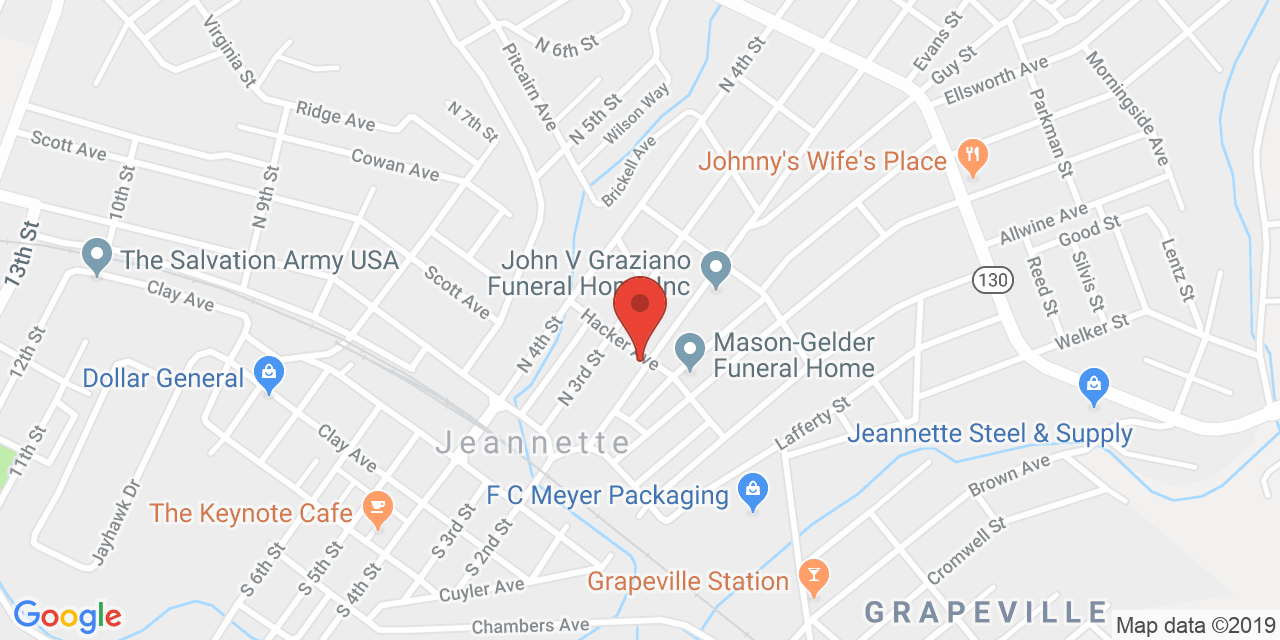 Virginia St
N 6th St
Pitcairn Ave
N 4th St
Evans St
Guy St
Ellsworth Ave
Morningside Ave
Parkman St
Ridge Ave
N 7th St
N 5th St
Wilson Way
Scott Ave
Cowan Ave
Brickell Ave
Johnny's Wife's Place
10th St
N 9th St
13th St
The Salvation Army USA
Clay Ave
Scott Ave
John V Graziano
Funeral Home Inc
Allwine Ave
Good St
Reed St
Silvis St
Lentz St
130
Welker St
12th St
N 4th St
Hacker Ave
N 3rd St
Mason-Gelder
Funeral Home
Dollar General
Jeannette
Lafferty St
Jeannette Steel & Supply
11th St
Clay Ave
Jayhawk Dr
F C Meyer Packaging
Brown Ave
The Keynote Cafe
S 3rd St
S 2nd St
S 6th St
S 5th St
S 4th St
Cuyler Ave
Chambers Ave
Grapeville Station
Cromwell St
GRAPEVILLE
Google
Map data ©2019